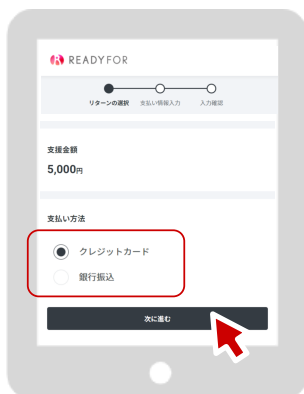 READYFOR
リターンの選択 支払い情報入力 入力確認
支援金額
5,000円
支払い方法
クレジットカード
銀行振込
次に進む